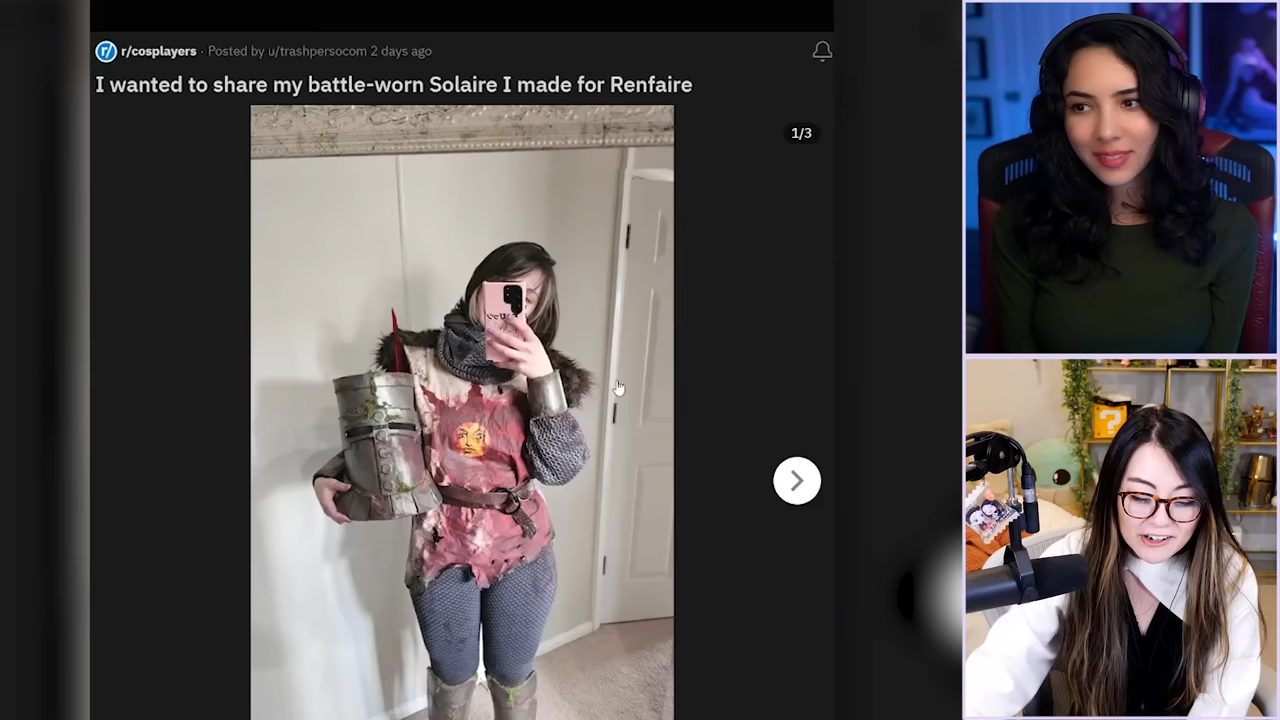 r/cosplayers · Posted by u/trashpersocom 2 days ago
I wanted to share my battle-worn Solaire I made for Renfaire
1/3